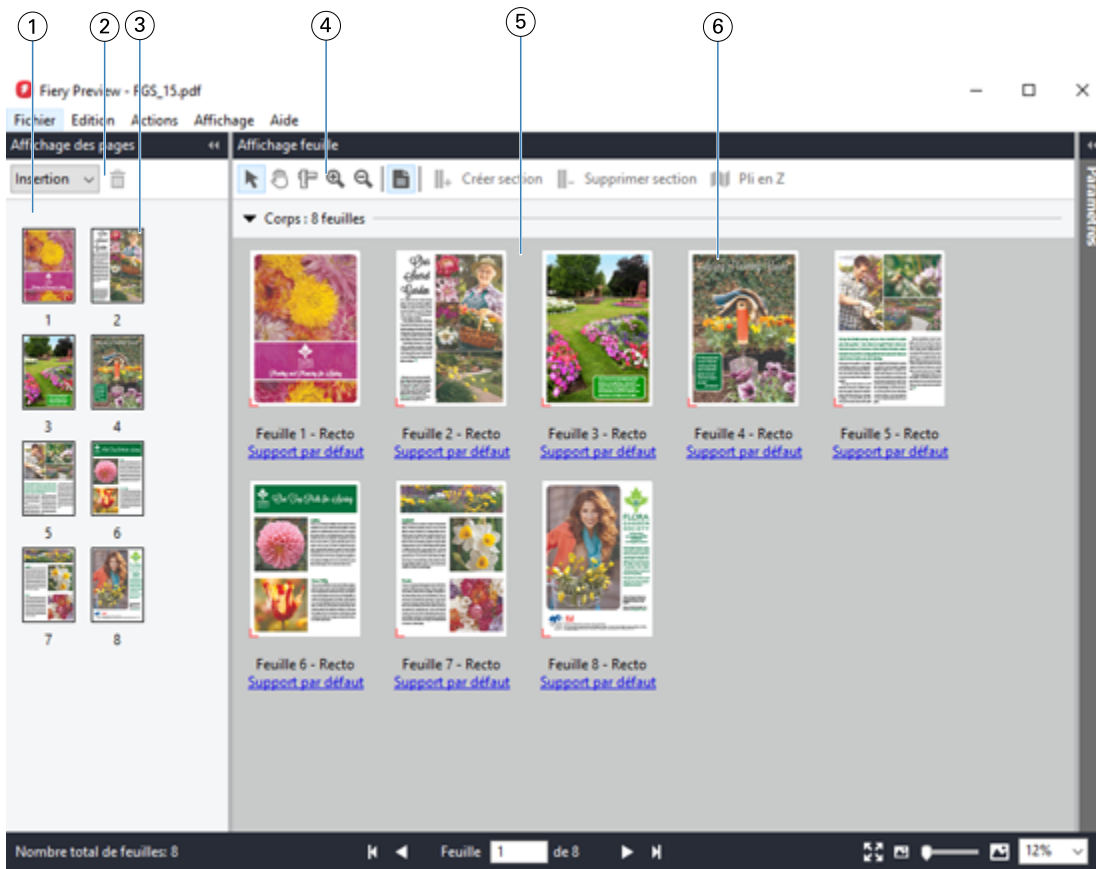 1 2 3 4 5 6
Fiery Preview - FGS_15.pdf
Fichier Edition Actions Affichage Aide
Affichage des pages
Affichage feuille
Paramètres
Insertion
Créer section Supprimer section Pli en Z
Corps : 8 feuilles
1 2
3 4
5 6
7 8
Feuille 1 - Recto
Support par défaut
Feuille 2 - Recto
Support par défaut
Feuille 3 - Recto
Support par défaut
Feuille 4 - Recto
Support par défaut
Feuille 5 - Recto
Support par défaut
FLORA
Feuille 6 - Recto
Support par défaut
Feuille 7 - Recto
Support par défaut
Feuille 8 - Recto
Support par défaut
Nombre total de feuilles: 8
Feuille 1 de 8
12%